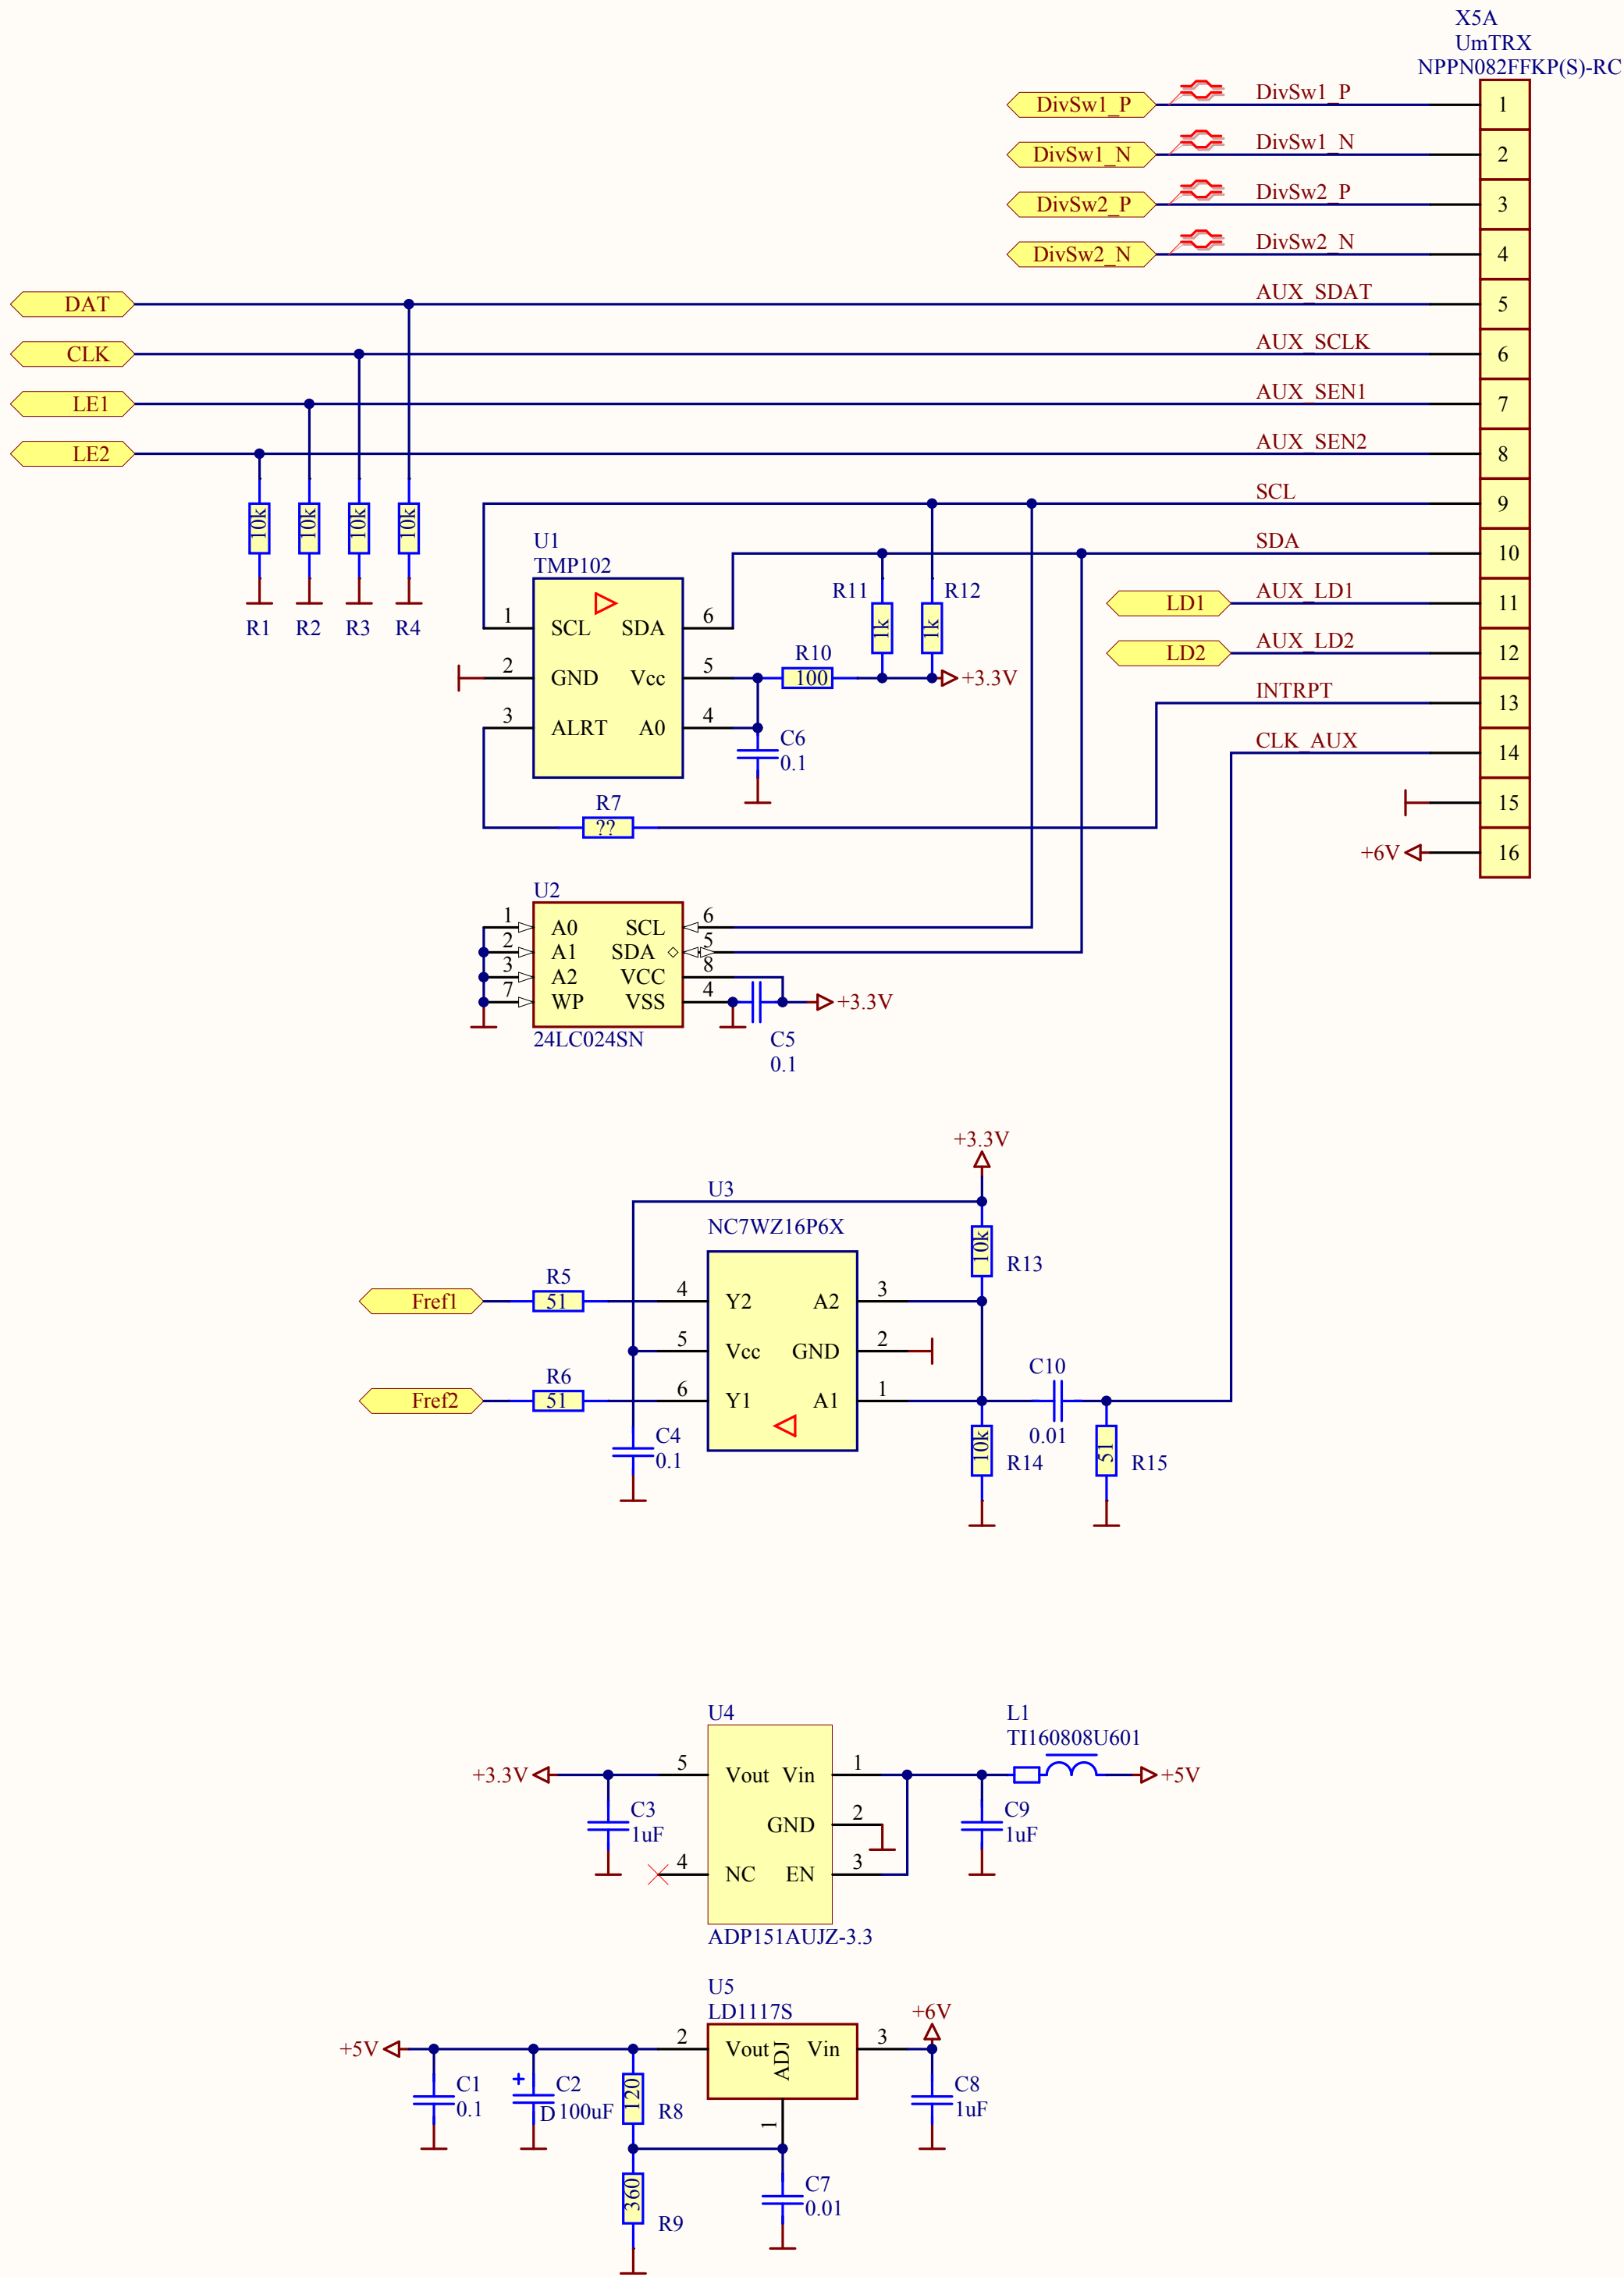 X5A
UmTRX
NPPN082FFKP(S)-RC
DivSw1_P DivSw1_P 1
DivSw1_N DivSw1_N 2
DivSw2_P DivSw2_P 3
DivSw2_N DivSw2_N 4
DAT AUX_SDAT 5
CLK AUX_SCLK 6
LE1 AUX_SEN1 7
LE2 AUX_SEN2 8
SCL 9
10k 10k 10k 10k
R1 R2 R3 R4
SDA 10
U1
TMP102
1 SCL SDA 6
2 GND Vcc 5
3 ALRT A0 4
R11 R12
1k 1k
R10
100
+3.3V
C6
0.1
R7
??
LD1 AUX_LD1 11
LD2 AUX_LD2 12
INTRPT 13
CLK_AUX 14
15
+6V 16
U2
1 A0 SCL 6
2 A1 SDA 5
3 A2 VCC 8
7 WP VSS 4
+3.3V
24LC024SN
C5
0.1
+3.3V
U3
NC7WZ16P6X
10k
R13
Fref1 R5 51 4 Y2 A2 3
5 Vcc GND 2
Fref2 R6 51 6 Y1 A1 1
C10
0.01
C4
0.1
10k
R14
51
R15
U4
L1
TI160808U601
+3.3V 5 Vout Vin 1 +5V
C3
1uF
GND 2
C9
1uF
4 NC EN 3
ADP151AUJZ-3.3
U5
LD1117S
+6V
+5V 2 Vout ADJ Vin 3
1
C1
0.1
+ C2
D 100uF
120
R8
C8
1uF
360
R9
C7
0.01